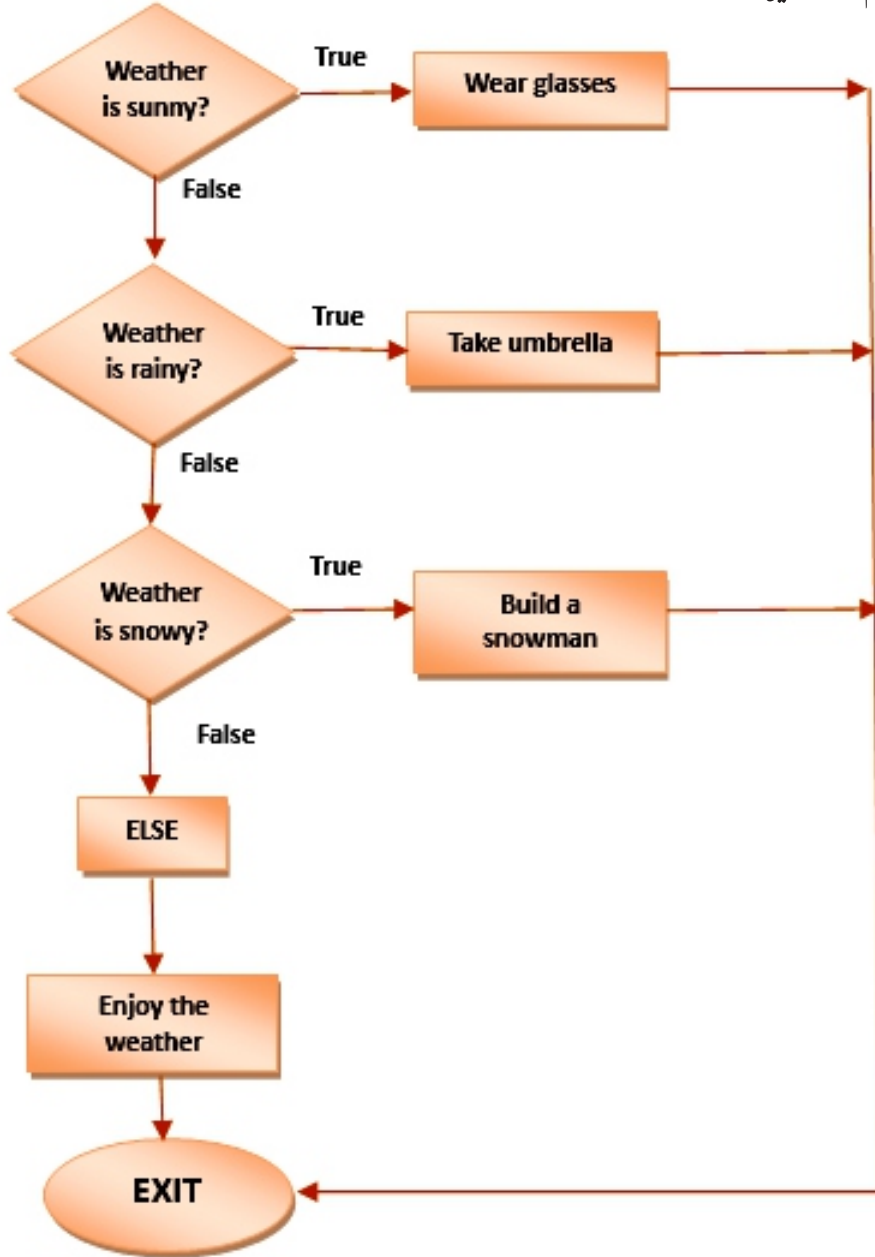 Weather
is sunny?
True
Wear glasses
False
Weather
is rainy?
True
Take umbrella
False
Weather
is snowy?
True
Build a
snowman
False
ELSE
Enjoy the
weather
EXIT